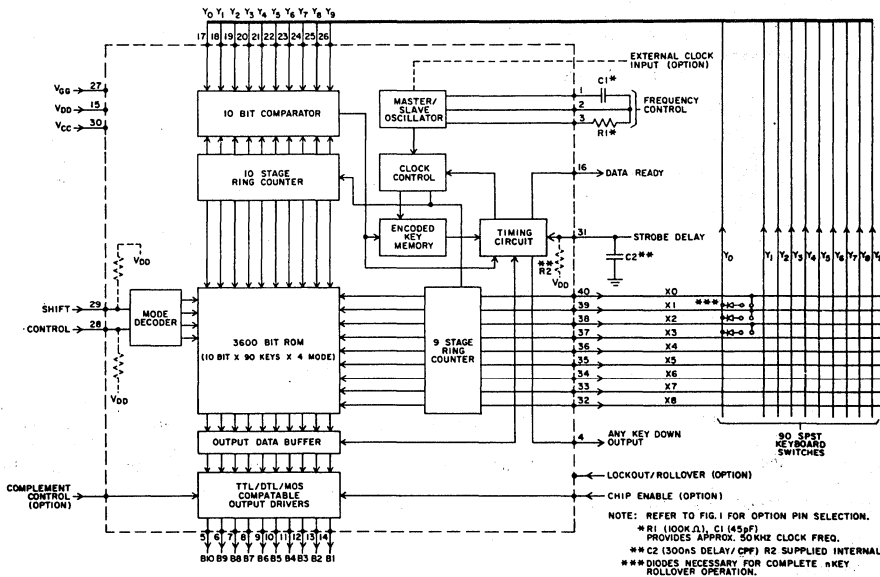 Y0 Y1 Y2 Y3 Y4 Y5 Y6 Y7 Y8 Y9
17 18 19 20 21 22 23 24 25 26
EXTERNAL CLOCK
INPUT (OPTION)
VGG 27
VDD 15
VCC 30
10 BIT COMPARATOR
MASTER/
SLAVE
OSCILLATOR
1 C1*
2
3 R1*
FREQUENCY
CONTROL
10 STAGE
RING COUNTER
CLOCK
CONTROL
16 DATA READY
ENCODED
KEY
MEMORY
TIMING
CIRCUIT
31 STROBE DELAY
** R2
VDD
C2**
Y0 Y1 Y2 Y3 Y4 Y5 Y6 Y7 Y8
VDD
SHIFT 29
CONTROL 28
MODE
DECODER
VDD
3600 BIT ROM
(10 BIT X 90 KEYS X 4 MODE)
9 STAGE
RING
COUNTER
40 X0
39 X1 ***
38 X2
37 X3
36 X4
35 X5
34 X6
33 X7
32 X8
OUTPUT DATA BUFFER
4 ANY KEY DOWN
OUTPUT
90 SPST
KEYBOARD
SWITCHES
COMPLEMENT
CONTROL
(OPTION)
TTL/DTL/MOS
COMPATABLE
OUTPUT DRIVERS
LOCKOUT/ROLLOVER (OPTION)
CHIP ENABLE (OPTION)
5 6 7 8 9 10 11 12 13 14
B10 B9 B8 B7 B6 B5 B4 B3 B2 B1
NOTE: REFER TO FIG. 1 FOR OPTION PIN SELECTION.
*R1 (100KΩ), C1 (45pF)
PROVIDES APPROX. 50KHZ CLOCK FREQ.
**C2 (300nS DELAY/CPF) R2 SUPPLIED INTERNAL
***DIODES NECESSARY FOR COMPLETE nKEY
ROLLOVER OPERATION.